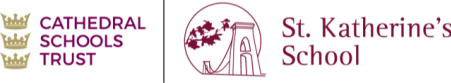 CATHEDRAL
SCHOOLS
TRUST
St. Katherine's
School